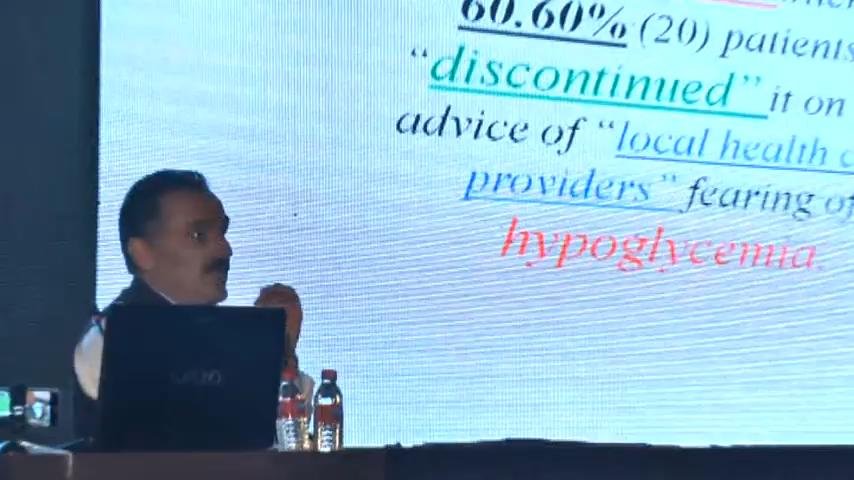 60.60% (20) patients
“discontinued” it on
advice of “local health
providers” fearing of
hypoglycemia.
VAIO